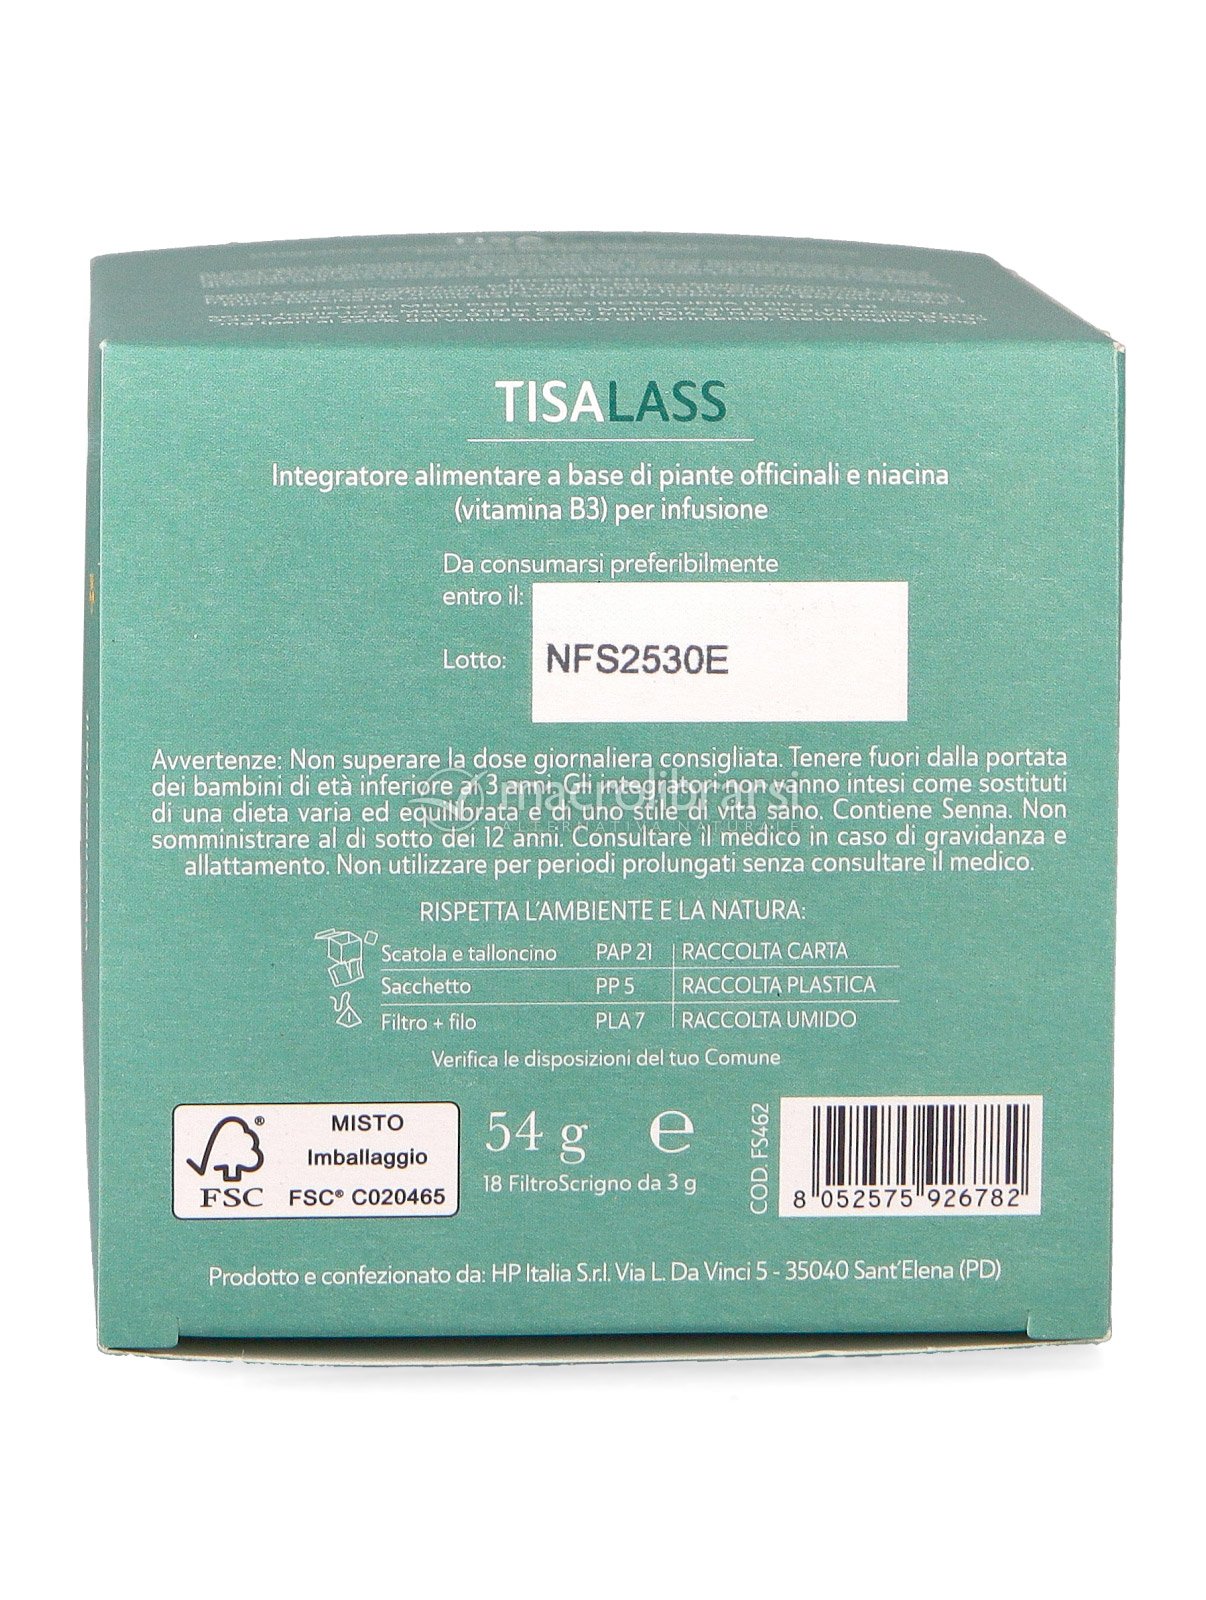 TISALASS
Integratore alimentare a base di piante officinali e niacina
(vitamina B3) per infusione
Da consumarsi preferibilmente
entro il:
Lotto: NFS2530E
Avvertenze: Non superare la dose giornaliera consigliata. Tenere fuori dalla portata
dei bambini di età inferiore ai 3 anni. Gli integratori non vanno intesi come sostituti
di una dieta varia ed equilibrata e di uno stile di vita sano. Contiene Senna. Non
somministrare al di sotto dei 12 anni. Consultare il medico in caso di gravidanza e
allattamento. Non utilizzare per periodi prolungati senza consultare il medico.
macrolibrarsi
RISPETTA L'AMBIENTE E LA NATURA:
Scatola e talloncino PAP 21 RACCOLTA CARTA
Sacchetto PP 5 RACCOLTA PLASTICA
Filtro + filo PLA 7 RACCOLTA UMIDO
Verifica le disposizioni del tuo Comune
FSC®
MISTO
Imballaggio
FSC® C020465
54 g e
18 FiltroScrigno da 3 g
COD. FS462
8 052575 926782
Prodotto e confezionato da: HP Italia S.r.l. Via L. Da Vinci 5 - 35040 Sant'Elena (PD)